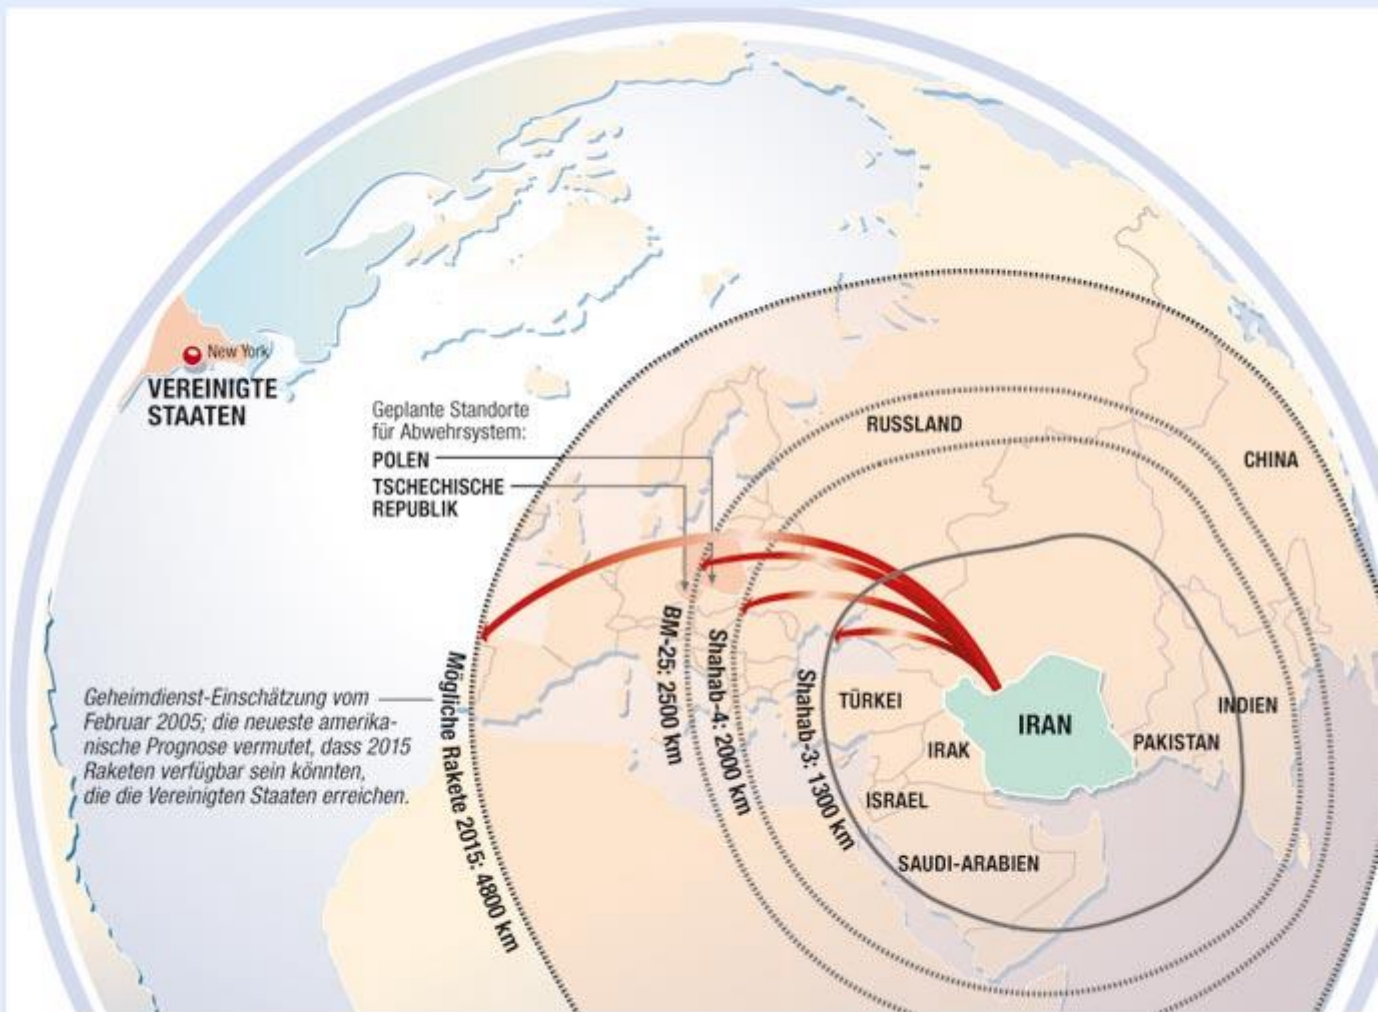 New York
VEREINIGTE
STAATEN
Geplante Standorte
für Abwehrsystem:
POLEN
TSCHECHISCHE
REPUBLIK
RUSSLAND
CHINA
BM-25: 2500 km
Shahab-4: 2000 km
Shahab-3: 1300 km
Mögliche Rakete 2015: 4800 km
TÜRKEI
IRAN
INDIEN
IRAK
PAKISTAN
ISRAEL
SAUDI-ARABIEN
Geheimdienst-Einschätzung vom
Februar 2005; die neueste amerika-
nische Prognose vermutet, dass 2015
Raketen verfügbar sein könnten,
die die Vereinigten Staaten erreichen.